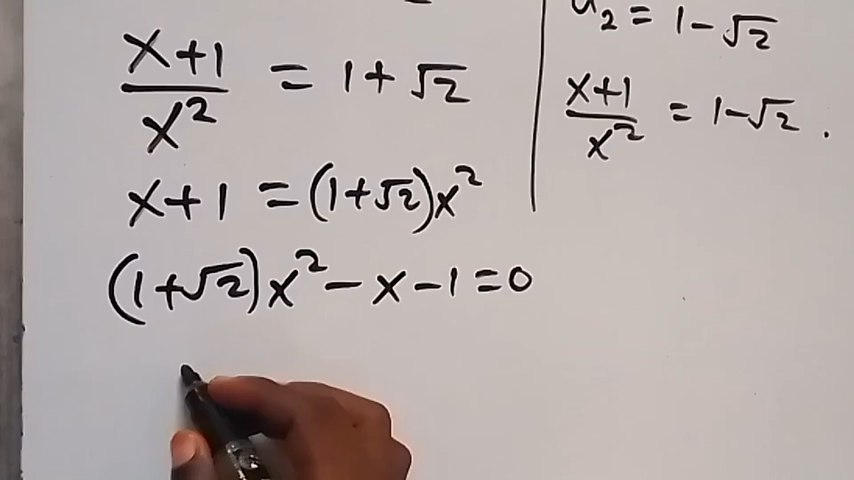 x+1/x² = 1+√2
x+1 = (1+√2)x²
(1+√2)x² - x - 1 = 0
u₂ = 1-√2
x+1/x² = 1-√2.